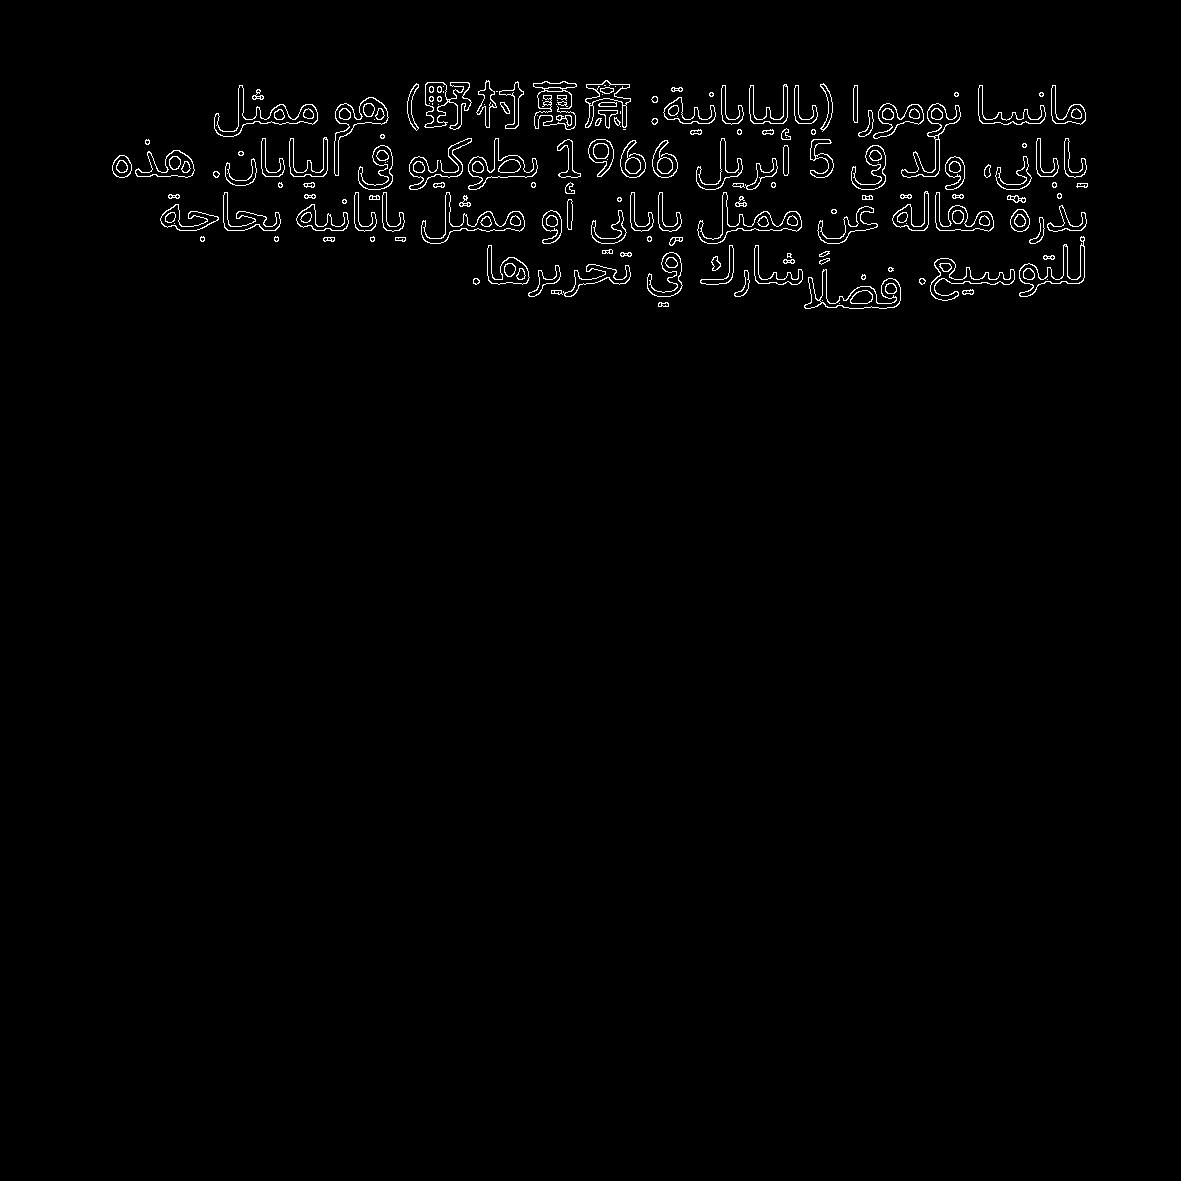 مانسا نومورا (باليابانية: 野村萬斎) هو ممثل
ياباني، ولد في 5 أبريل 1966 بطوكيو في اليابان. هذه
بذرة مقالة عن ممثل ياباني أو ممثل يابانية بحاجة
للتوسيع. فضلًا شارك في تحريرها.